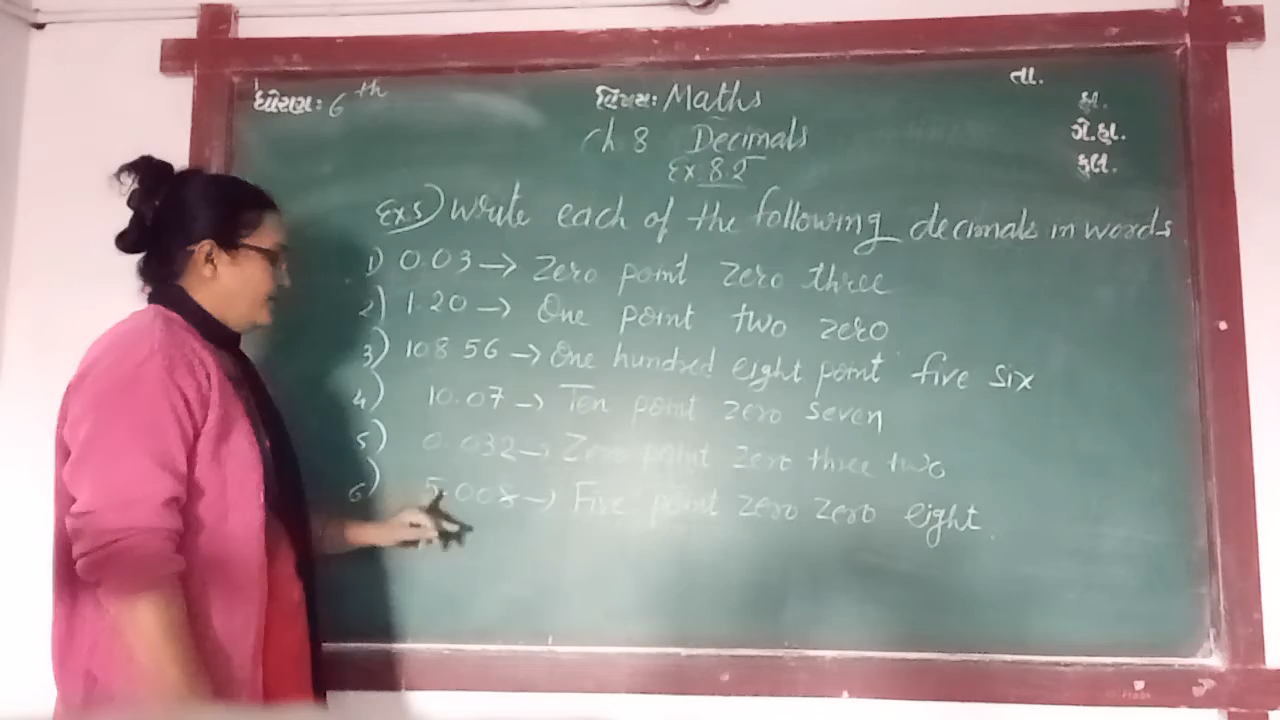 ધોરણ: 6th
વિષય: Maths
તા.
Ch 8 Decimals
હા.
ગે.હા.
Ex 8.2
કુલ.
Ex 5) Write each of the following decimals in words
1) 0.03 → Zero point zero three
2) 1.20 → One point two zero
3) 108.56 → One hundred eight point five six
4) 10.07 → Ten point zero seven
5) 0.032 → Zero point zero three two
6) 5.008 → Five point zero zero eight.